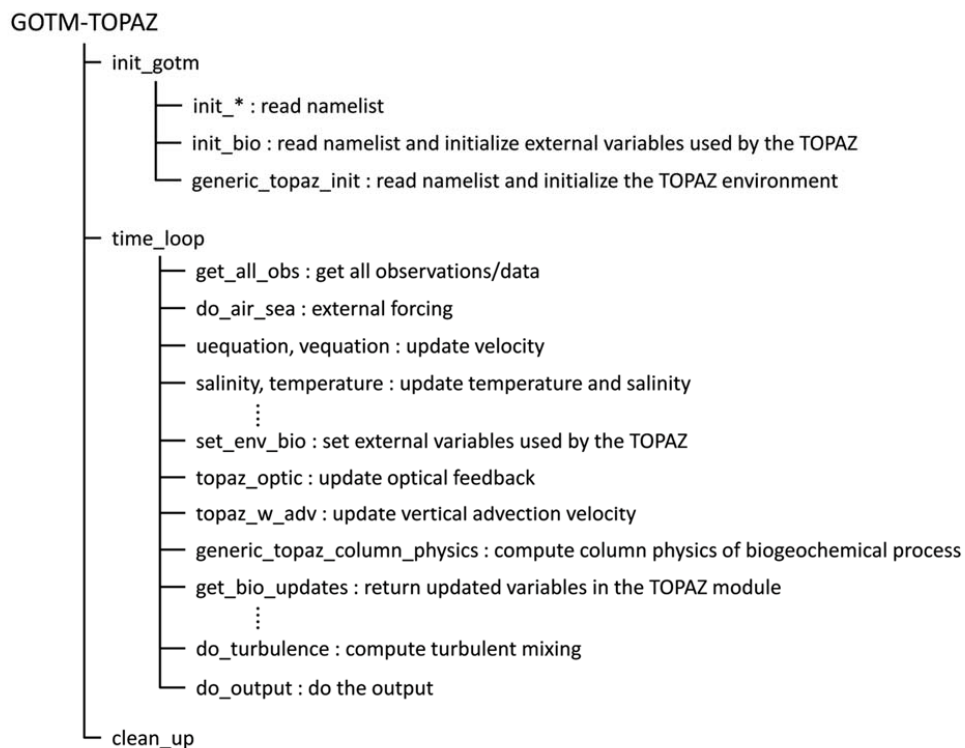 GOTM-TOPAZ
init_gotm
init_* : read namelist
init_bio : read namelist and initialize external variables used by the TOPAZ
generic_topaz_init : read namelist and initialize the TOPAZ environment
time_loop
get_all_obs : get all observations/data
do_air_sea : external forcing
uequation, vequation : update velocity
salinity, temperature : update temperature and salinity
set_env_bio : set external variables used by the TOPAZ
topaz_optic : update optical feedback
topaz_w_adv : update vertical advection velocity
generic_topaz_column_physics : compute column physics of biogeochemical process
get_bio_updates : return updated variables in the TOPAZ module
do_turbulence : compute turbulent mixing
do_output : do the output
clean_up